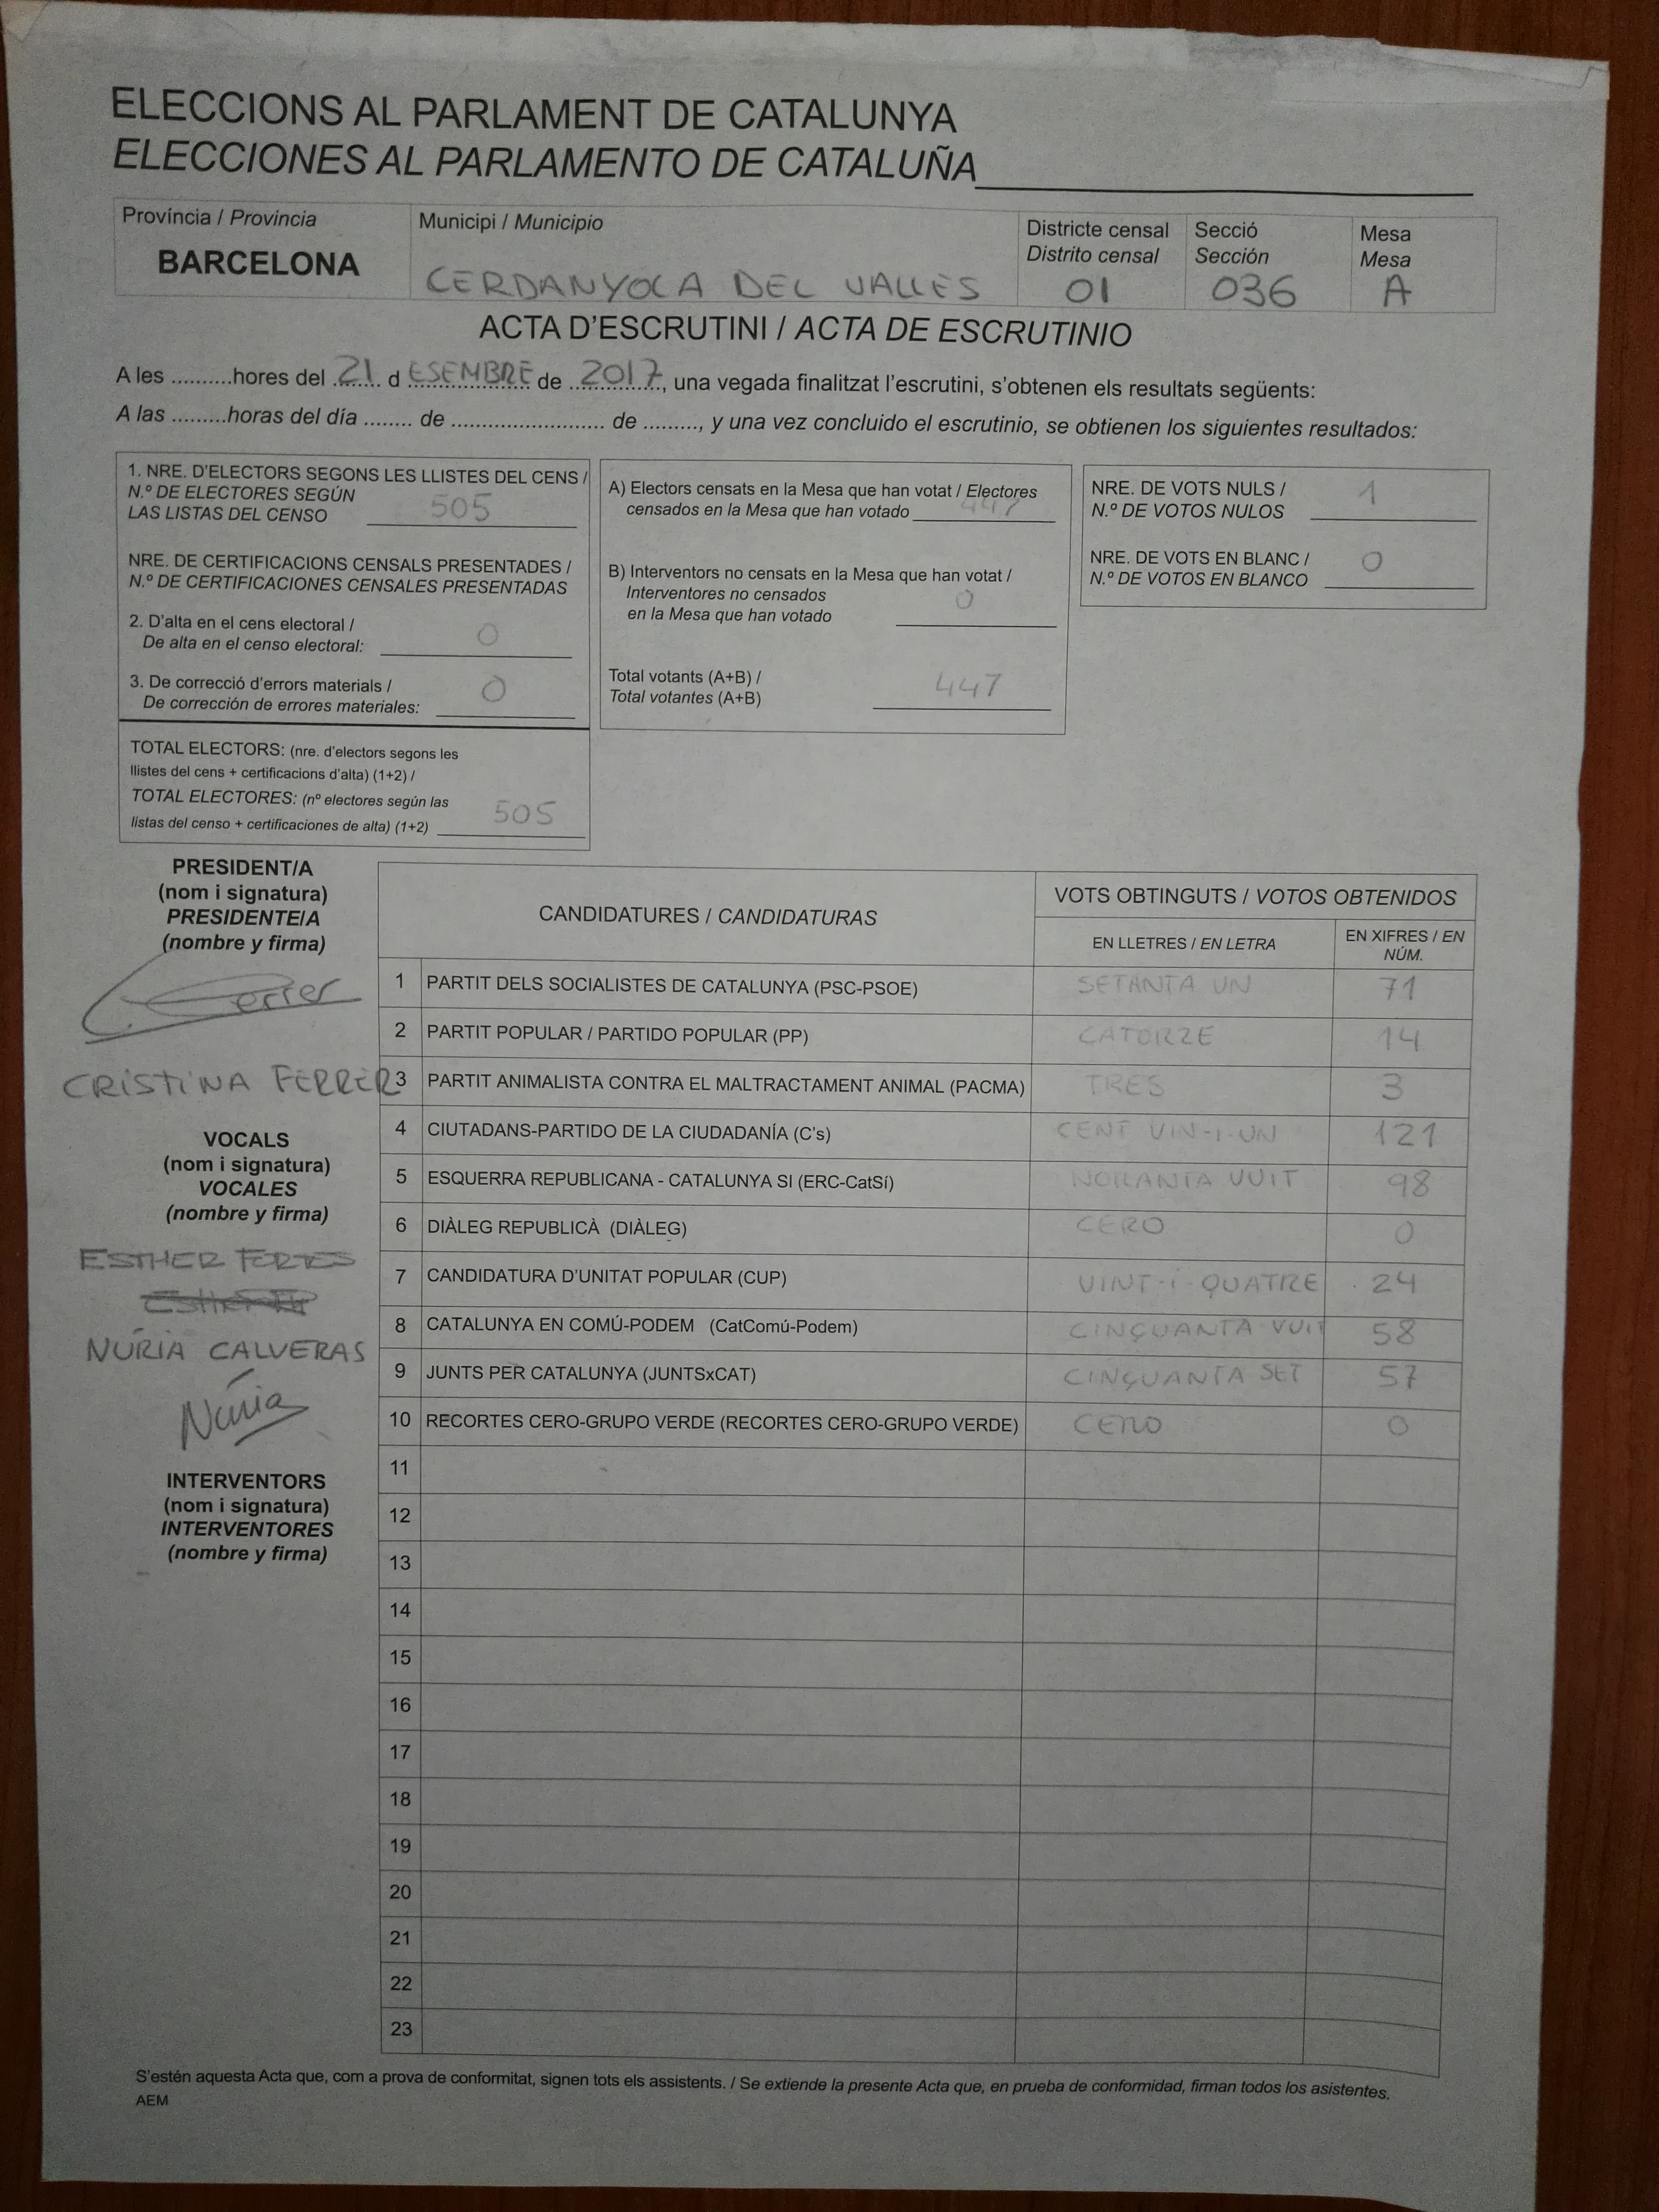 ELECCIONS AL PARLAMENT DE CATALUNYA
ELECCIONES AL PARLAMENTO DE CATALUÑA
Província / Provincia
BARCELONA
Municipi / Municipio
CERDANYOLA DEL VALLES
Districte censal
Distrito censal
01
Secció
Sección
036
Mesa
Mesa
A
ACTA D'ESCRUTINI / ACTA DE ESCRUTINIO
A les .........hores del 21 d ESEMBRE de 2017, una vegada finalitzat l'escrutini, s'obtenen els resultats següents:
A las .........horas del día ........ de .......................... de ........., y una vez concluido el escrutinio, se obtienen los siguientes resultados:
1. NRE. D'ELECTORS SEGONS LES LLISTES DEL CENS /
N.º DE ELECTORES SEGÚN
LAS LISTAS DEL CENSO 505
NRE. DE CERTIFICACIONS CENSALS PRESENTADES /
N.º DE CERTIFICACIONES CENSALES PRESENTADAS
2. D'alta en el cens electoral /
De alta en el censo electoral: 0
3. De correcció d'errors materials /
De corrección de errores materiales: 0
TOTAL ELECTORS: (nre. d'electors segons les
llistes del cens + certificacions d'alta) (1+2) /
TOTAL ELECTORES: (nº electores según las
listas del censo + certificaciones de alta) (1+2) 505
A) Electors censats en la Mesa que han votat / Electores
censados en la Mesa que han votado 447
B) Interventors no censats en la Mesa que han votat /
Interventores no censados
en la Mesa que han votado 0
Total votants (A+B) /
Total votantes (A+B) 447
NRE. DE VOTS NULS /
N.º DE VOTOS NULOS 1
NRE. DE VOTS EN BLANC /
N.º DE VOTOS EN BLANCO 0
PRESIDENT/A
(nom i signatura)
PRESIDENTE/A
(nombre y firma)
Ferrer
CRISTINA FERRER
VOCALS
(nom i signatura)
VOCALES
(nombre y firma)
ESTHER FORTES
NÚRIA CALVERAS
Núria
INTERVENTORS
(nom i signatura)
INTERVENTORES
(nombre y firma)
CANDIDATURES / CANDIDATURAS
VOTS OBTINGUTS / VOTOS OBTENIDOS
EN LLETRES / EN LETRA
EN XIFRES / EN
NÚM.
1 PARTIT DELS SOCIALISTES DE CATALUNYA (PSC-PSOE) SETANTA UN 71
2 PARTIT POPULAR / PARTIDO POPULAR (PP) CATORZE 14
3 PARTIT ANIMALISTA CONTRA EL MALTRACTAMENT ANIMAL (PACMA) TRES 3
4 CIUTADANS-PARTIDO DE LA CIUDADANÍA (C's) CENT VIN-I-UN 121
5 ESQUERRA REPUBLICANA - CATALUNYA SI (ERC-CatSí) NORANTA VUIT 98
6 DIÀLEG REPUBLICÀ (DIÀLEG) CERO 0
7 CANDIDATURA D'UNITAT POPULAR (CUP) VINT-i-QUATRE 24
8 CATALUNYA EN COMÚ-PODEM (CatComú-Podem) CINQUANTA VUIT 58
9 JUNTS PER CATALUNYA (JUNTSxCAT) CINQUANTA SET 57
10 RECORTES CERO-GRUPO VERDE (RECORTES CERO-GRUPO VERDE) CERO 0
11
12
13
14
15
16
17
18
19
20
21
22
23
S'estén aquesta Acta que, com a prova de conformitat, signen tots els assistents. / Se extiende la presente Acta que, en prueba de conformidad, firman todos los asistentes.
AEM